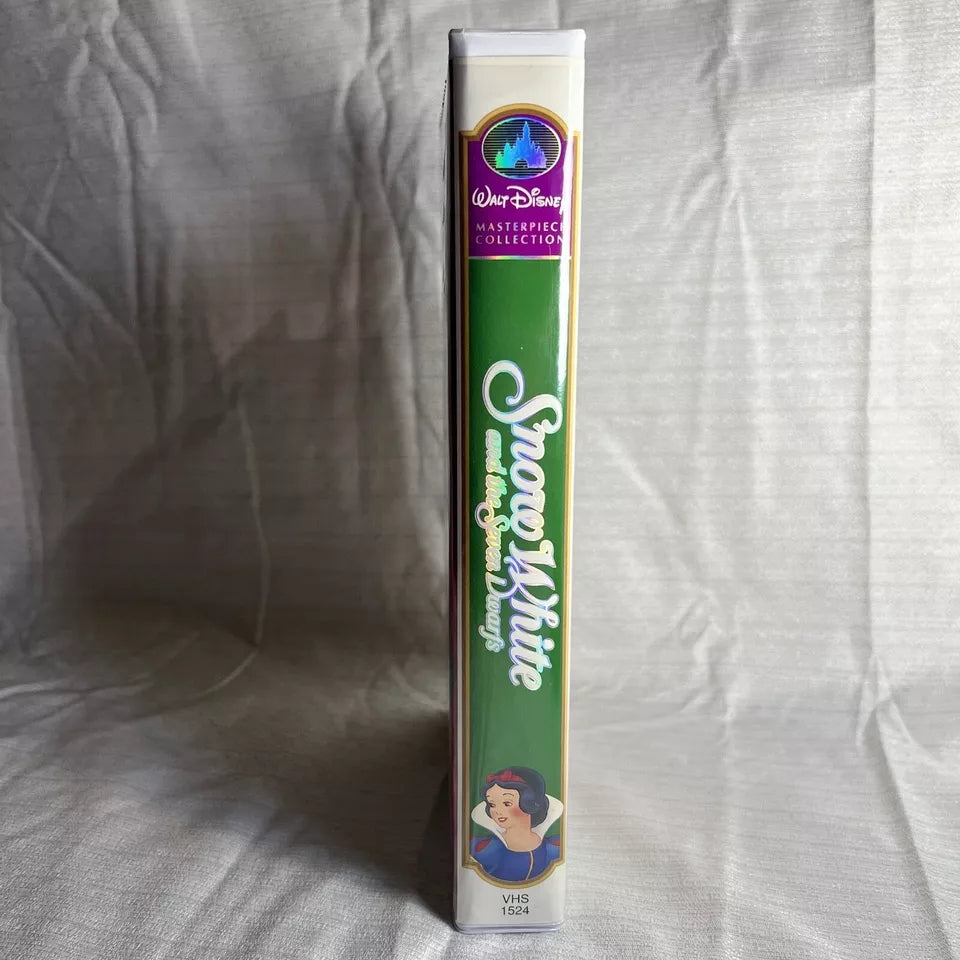 WALT DISNEY
MASTERPIECE
COLLECTION
Snow White
and the Seven Dwarfs
VHS
1524